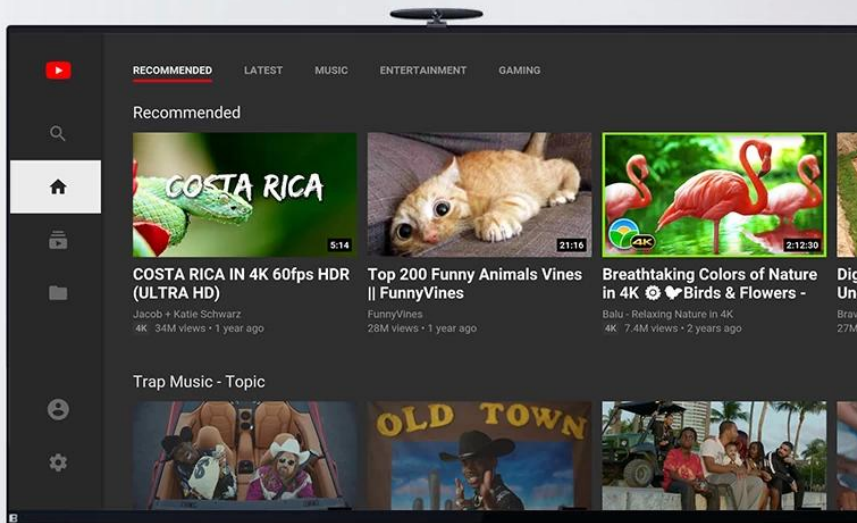 RECOMMENDED LATEST MUSIC ENTERTAINMENT GAMING
Recommended
COSTA RICA
5:14
21:16
4K
2:12:30
COSTA RICA IN 4K 60fps HDR
(ULTRA HD)
Jacob + Katie Schwarz
4K 34M views • 1 year ago
Top 200 Funny Animals Vines
|| FunnyVines
FunnyVines
28M views • 1 year ago
Breathtaking Colors of Nature
in 4K ⚙🐦Birds & Flowers -
Balu - Relaxing Nature in 4K
4K 7.4M views • 2 years ago
27M
Trap Music - Topic
OLD TOWN